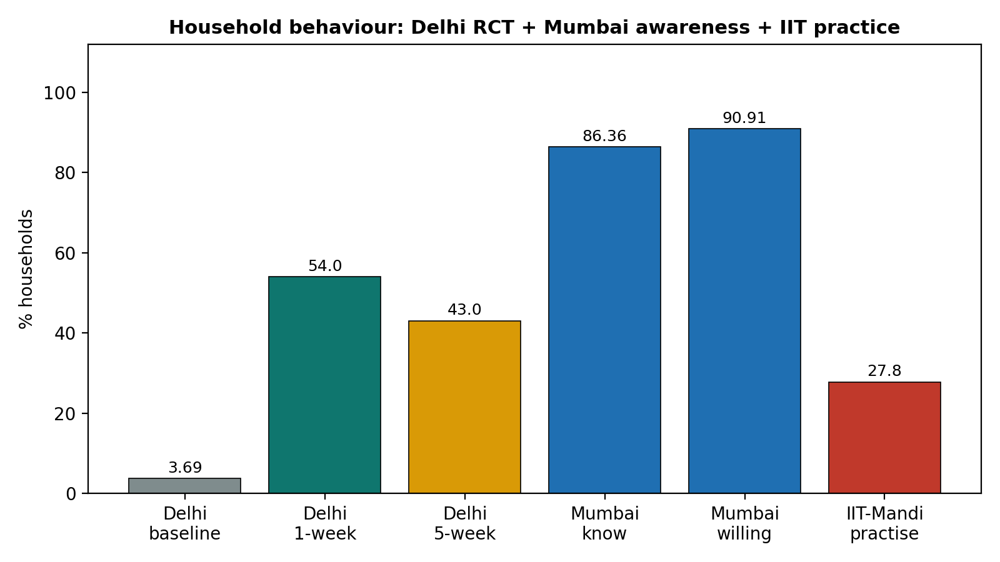 Household behaviour: Delhi RCT + Mumbai awareness + IIT practice
% households
100
80
60
40
20
0
3.69
54.0
43.0
86.36
90.91
27.8
Delhi
baseline
Delhi
1-week
Delhi
5-week
Mumbai
know
Mumbai
willing
IIT-Mandi
practise